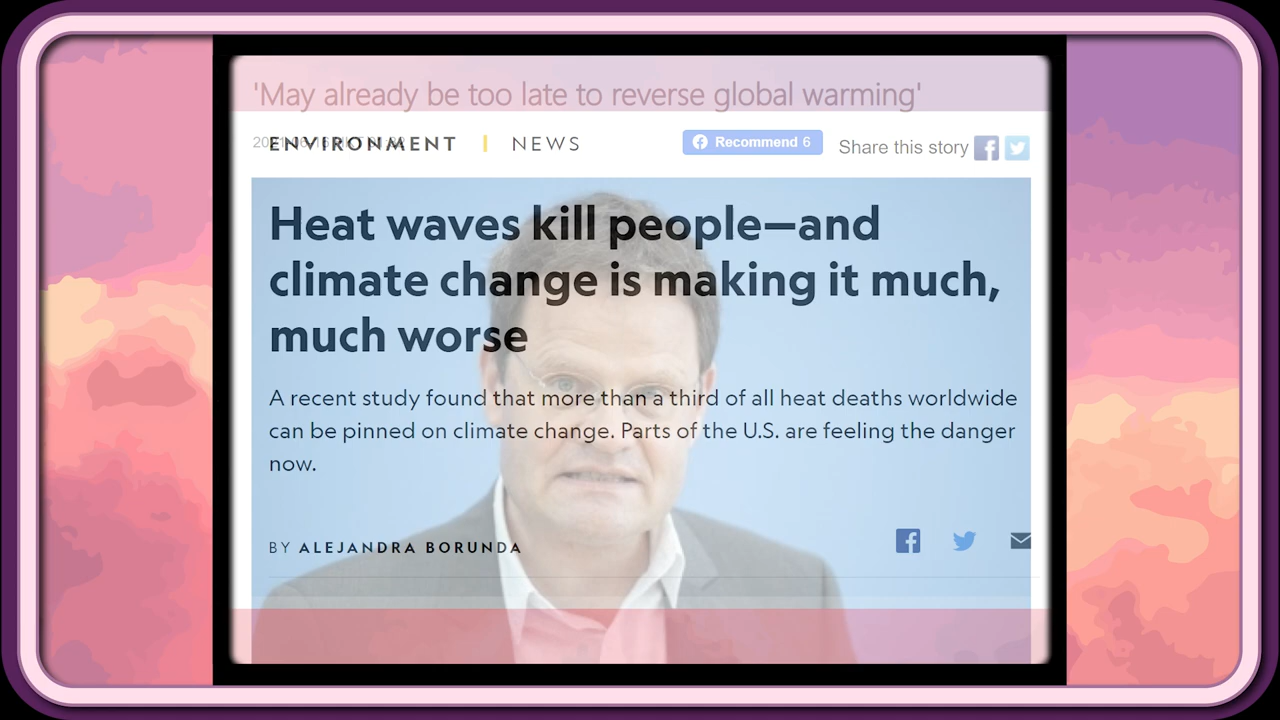 'May already be too late to reverse global warming'
ENVIRONMENT | NEWS
Recommend 6
Share this story
Heat waves kill people—and
climate change is making it much,
much worse
A recent study found that more than a third of all heat deaths worldwide
can be pinned on climate change. Parts of the U.S. are feeling the danger
now.
BY ALEJANDRA BORUNDA